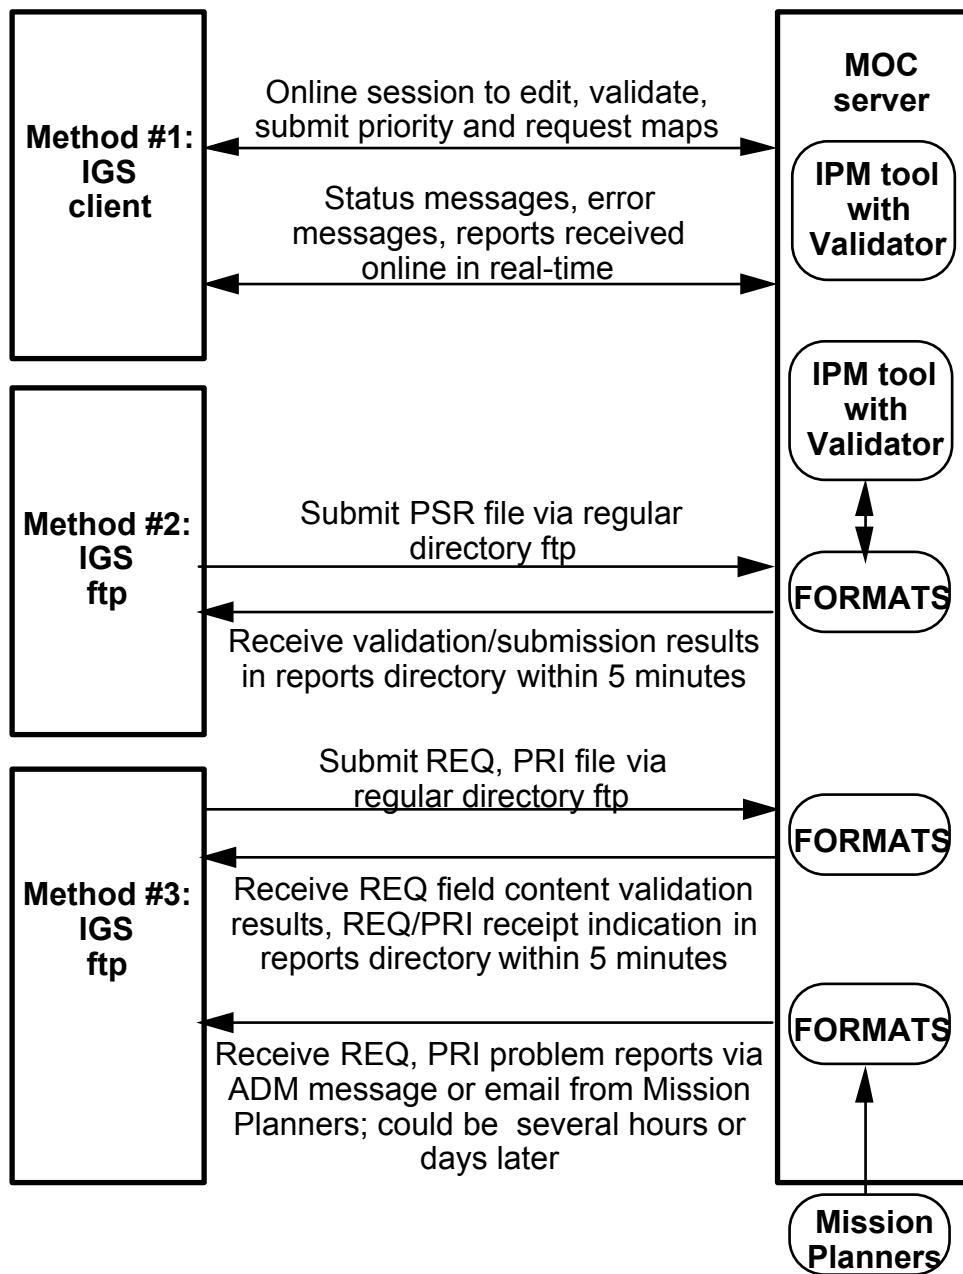 Method #1:
IGS
client
Online session to edit, validate,
submit priority and request maps
Status messages, error
messages, reports received
online in real-time
MOC
server
IPM tool
with
Validator
IPM tool
with
Validator
Method #2:
IGS
ftp
Submit PSR file via regular
directory ftp
FORMATS
Receive validation/submission results
in reports directory within 5 minutes
Method #3:
IGS
ftp
Submit REQ, PRI file via
regular directory ftp
FORMATS
Receive REQ field content validation
results, REQ/PRI receipt indication in
reports directory within 5 minutes
FORMATS
Receive REQ, PRI problem reports via
ADM message or email from Mission
Planners; could be several hours or
days later
Mission
Planners